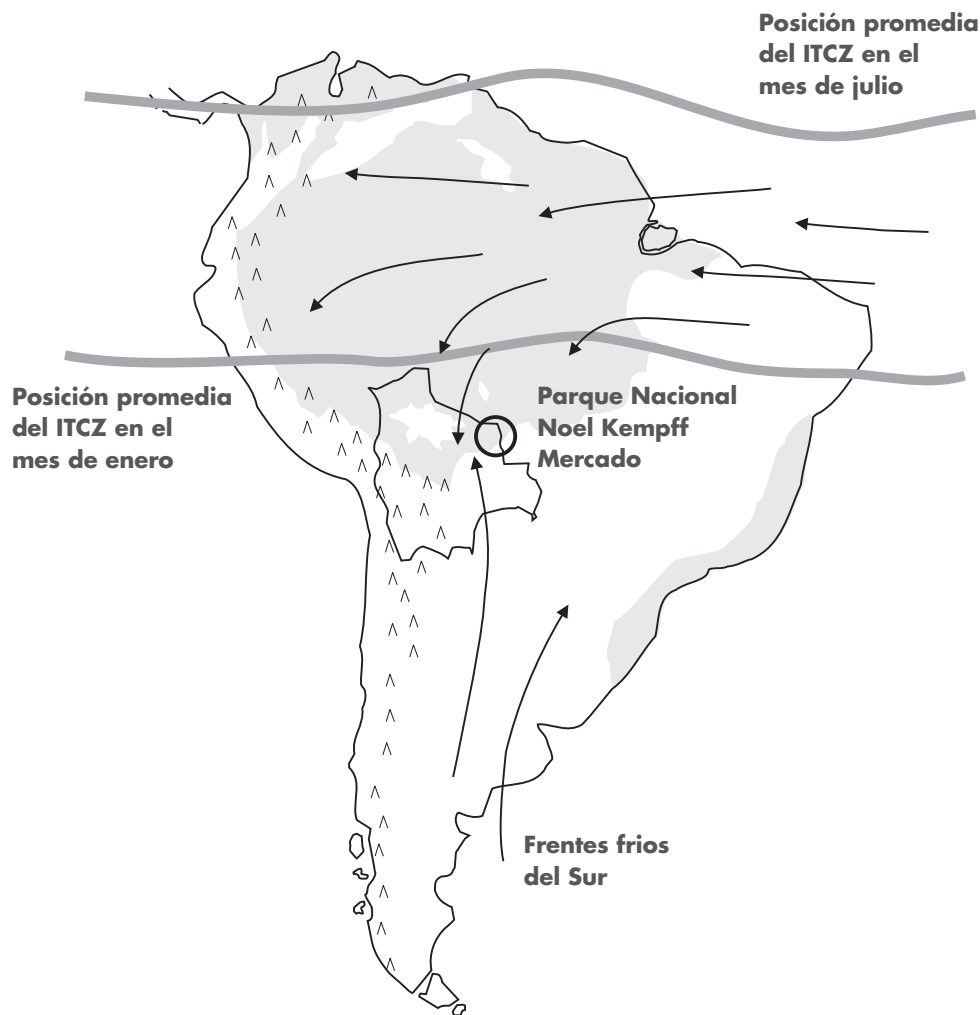 Posición promedia
del ITCZ en el
mes de julio
Posición promedia
del ITCZ en el
mes de enero
Parque Nacional
Noel Kempff
Mercado
Frentes frios
del Sur